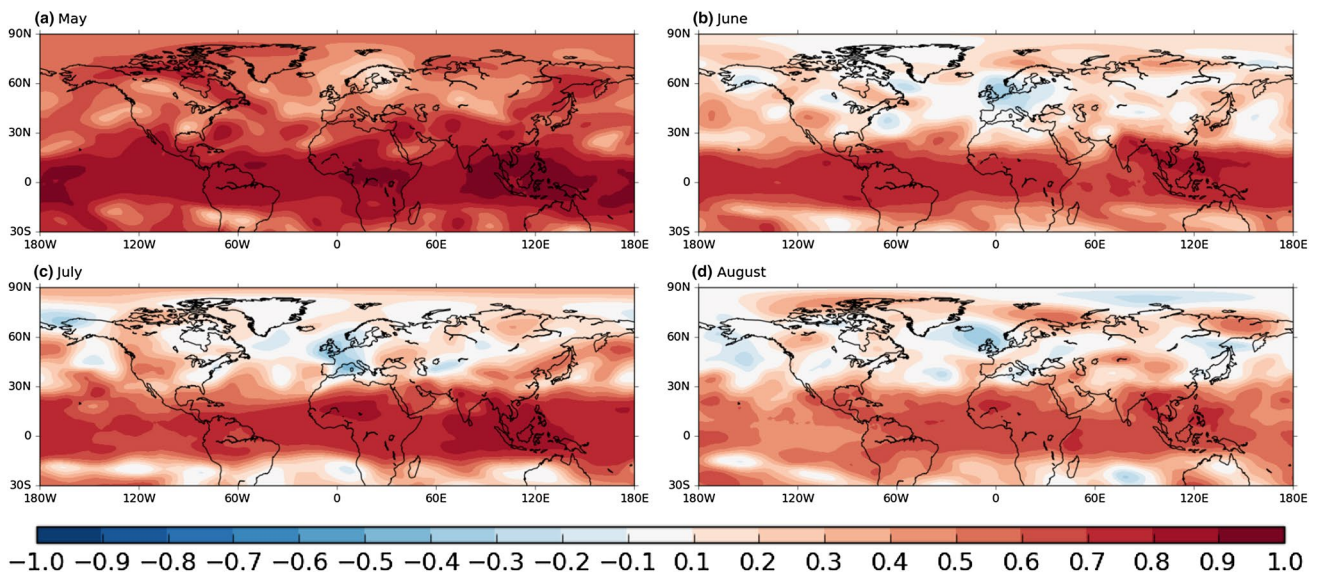 (a) May
(b) June
90N
60N
30N
0
30S
180W 120W 60W 0 60E 120E 180E
90N
60N
30N
0
30S
180W 120W 60W 0 60E 120E 180E
(c) July
(d) August
90N
60N
30N
0
30S
180W 120W 60W 0 60E 120E 180E
90N
60N
30N
0
30S
180W 120W 60W 0 60E 120E 180E
−1.0 −0.9 −0.8 −0.7 −0.6 −0.5 −0.4 −0.3 −0.2 −0.1 0.1 0.2 0.3 0.4 0.5 0.6 0.7 0.8 0.9 1.0